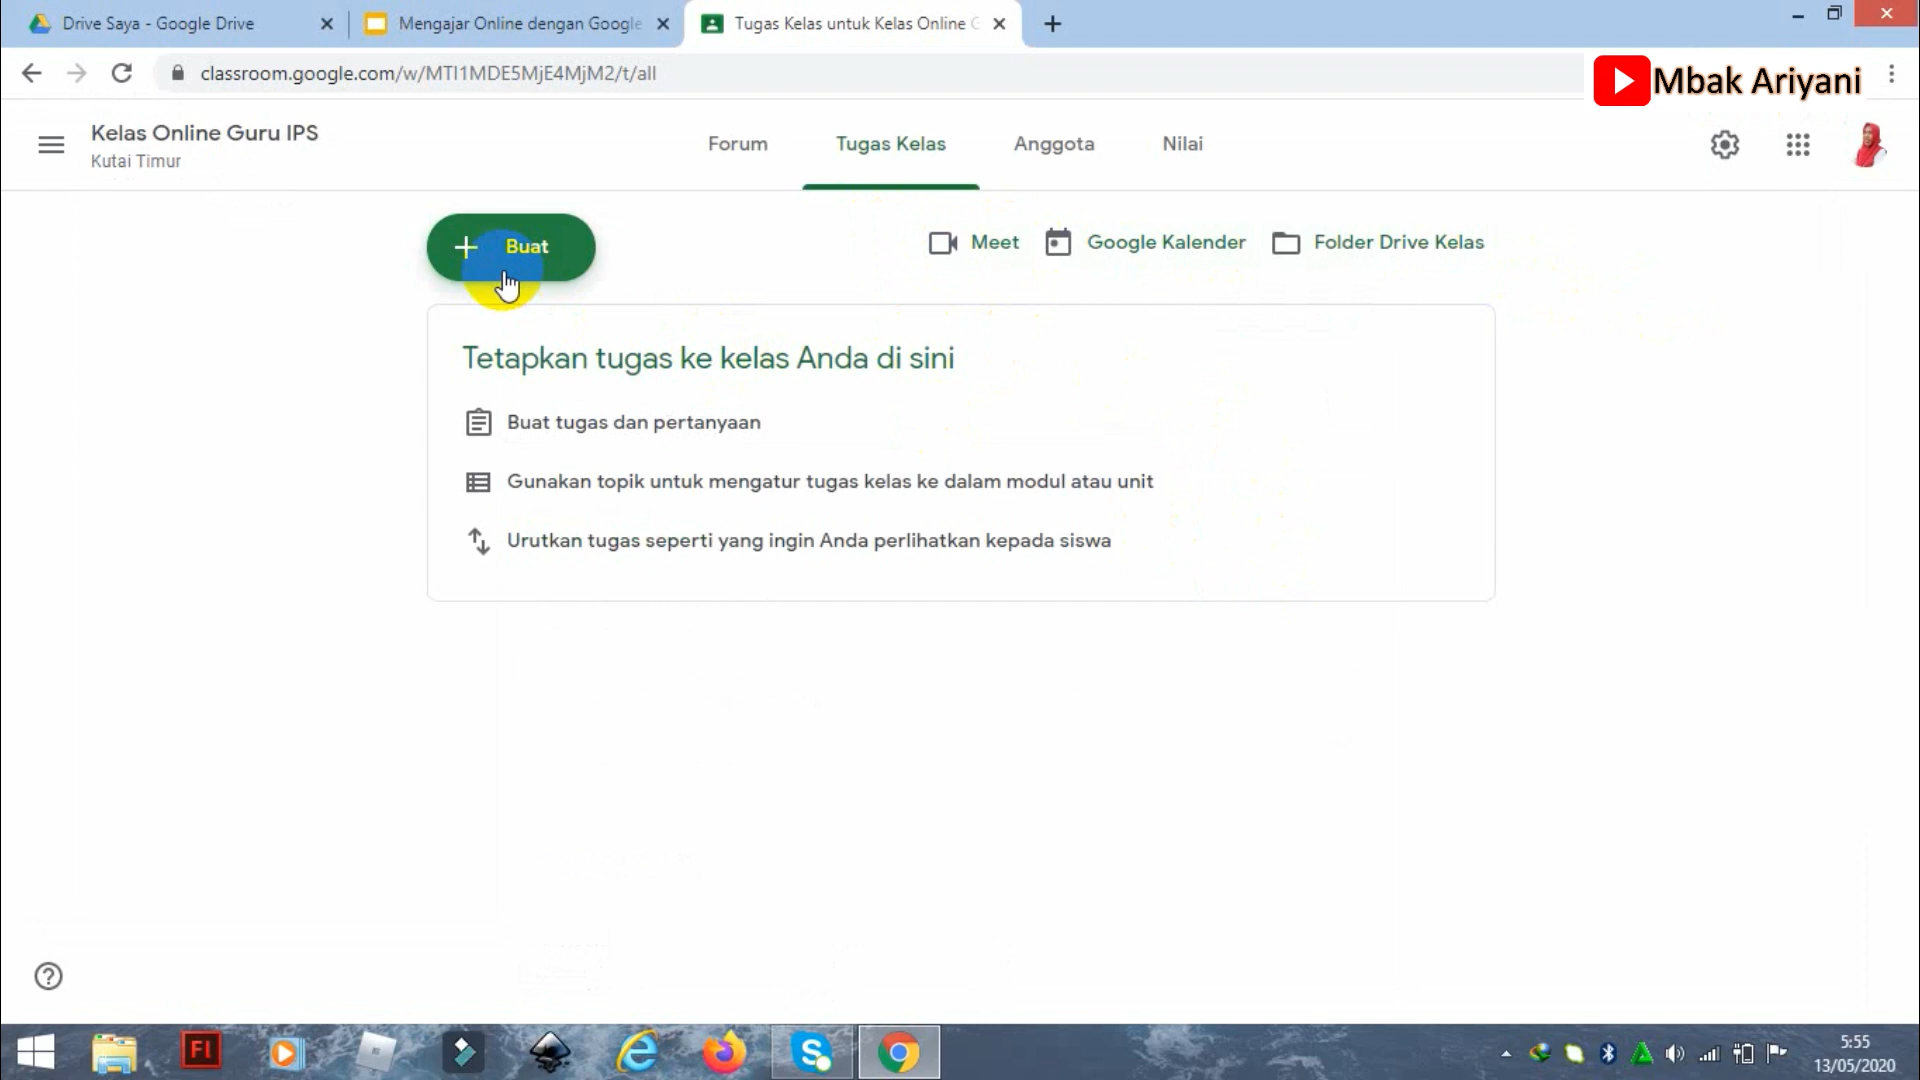 Drive Saya - Google Drive
Mengajar Online dengan Google
Tugas Kelas untuk Kelas Online G
classroom.google.com/w/MTI1MDE5MjE4MjM2/t/all
Mbak Ariyani
Kelas Online Guru IPS
Kutai Timur
Forum
Tugas Kelas
Anggota
Nilai
Buat
Meet
Google Kalender
Folder Drive Kelas
Tetapkan tugas ke kelas Anda di sini
Buat tugas dan pertanyaan
Gunakan topik untuk mengatur tugas kelas ke dalam modul atau unit
Urutkan tugas seperti yang ingin Anda perlihatkan kepada siswa
Fl
5:55
13/05/2020